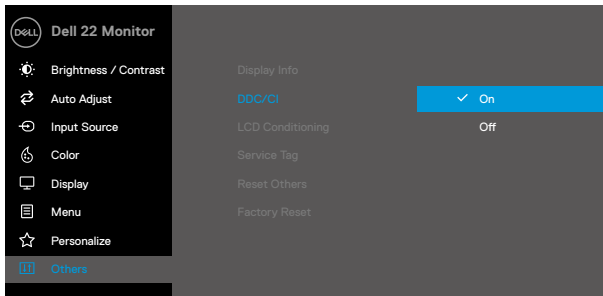 DELL Dell 22 Monitor
Brightness / Contrast
Display Info
Auto Adjust
DDC/CI
On
Input Source
LCD Conditioning
Off
Color
Service Tag
Display
Reset Others
Menu
Factory Reset
Personalize
Others